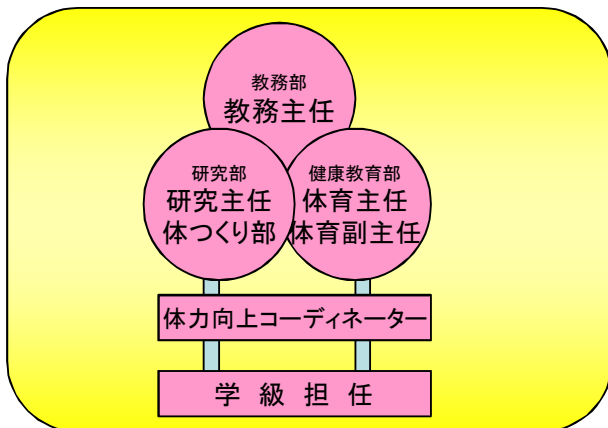 教務部
教務主任
研究部
研究主任
体つくり部
健康教育部
体育主任
体育副主任
体力向上コーディネーター
学級担任